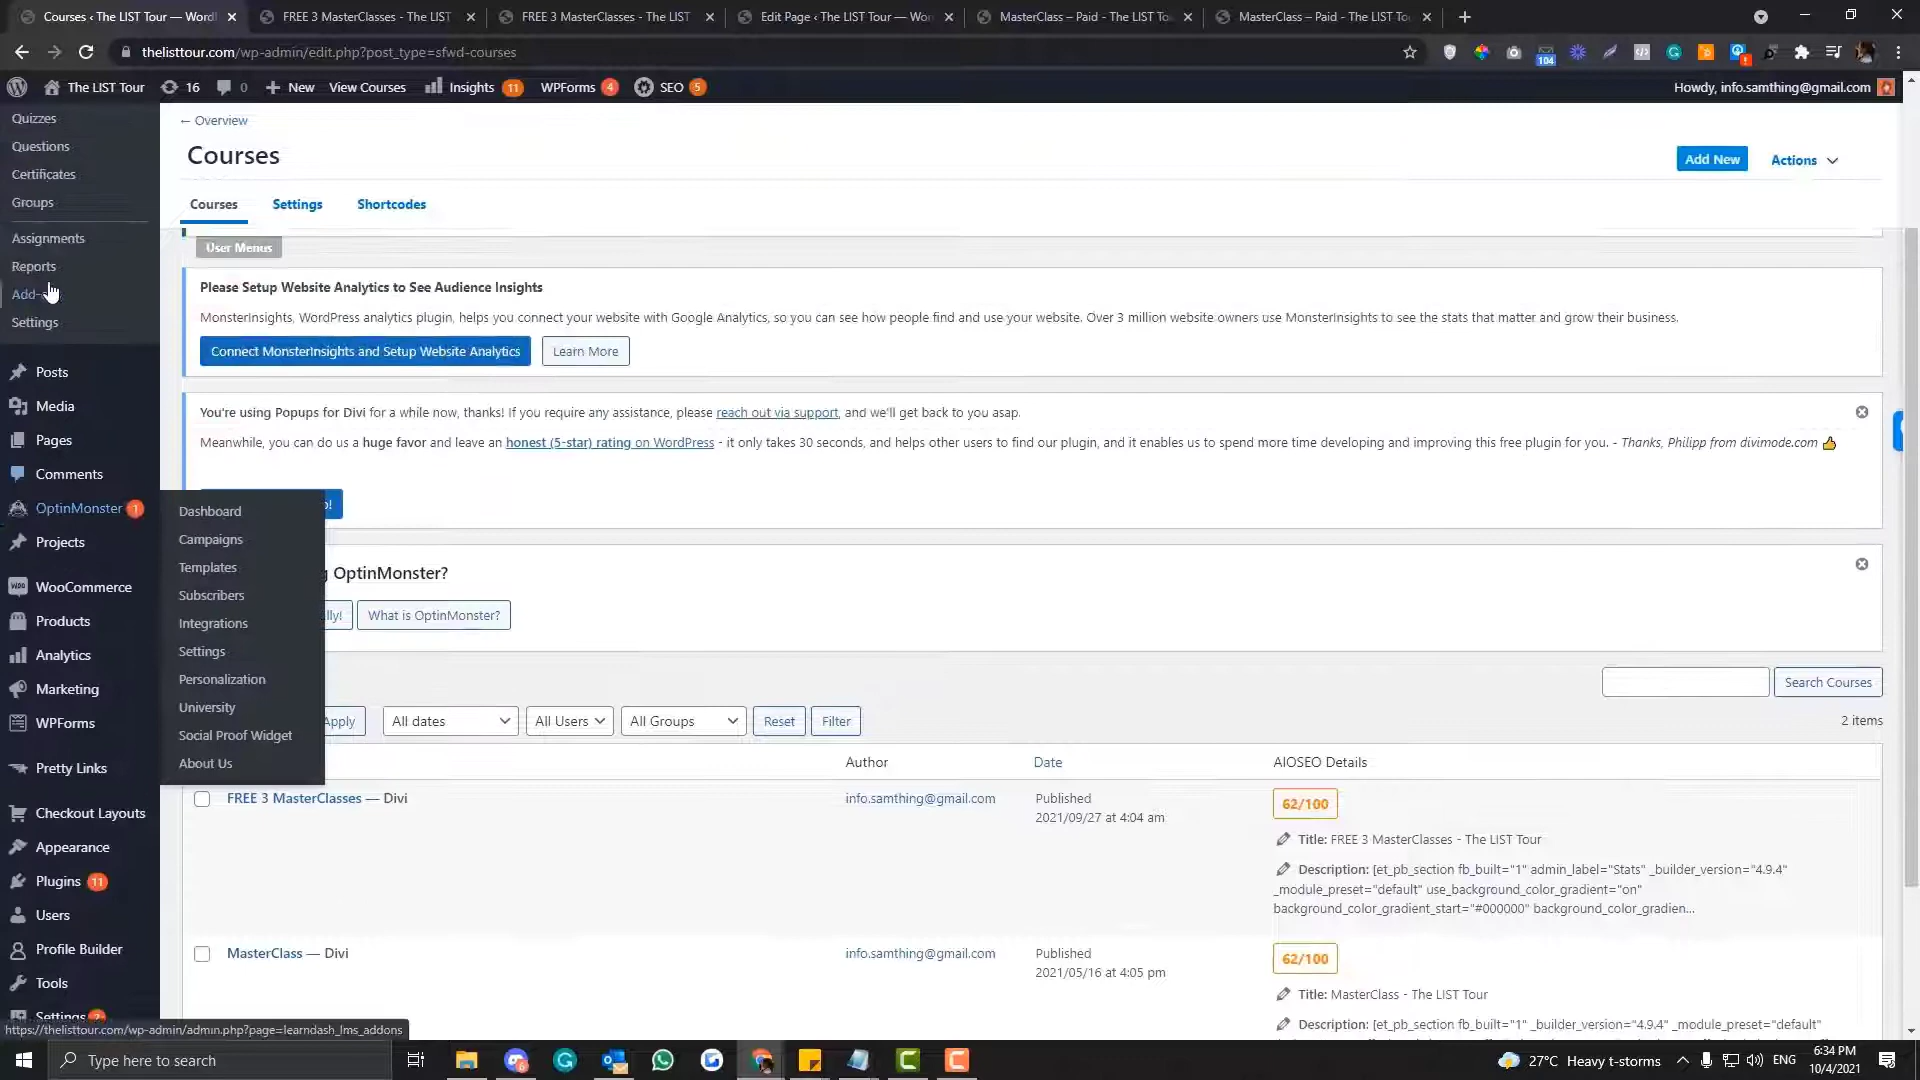 Courses ‹ The LIST Tour — Word
FREE 3 MasterClasses - The LIST
FREE 3 MasterClasses - The LIST
Edit Page ‹ The LIST Tour — Wor
MasterClass – Paid - The LIST To
MasterClass – Paid - The LIST To
thelisttour.com/wp-admin/edit.php?post_type=sfwd-courses
104
The LIST Tour
16
0
New
View Courses
Insights 11
WPForms 4
SEO 5
Howdy, info.samthing@gmail.com
Quizzes
Questions
Certificates
Groups
Assignments
Reports
Add-
Settings
Posts
Media
Pages
Comments
OptinMonster 1
Projects
WooCommerce
Products
Analytics
Marketing
WPForms
Pretty Links
Checkout Layouts
Appearance
Plugins 11
Users
Profile Builder
Tools
Settings 2
Dashboard
Campaigns
Templates
Subscribers
Integrations
Settings
Personalization
University
Social Proof Widget
About Us
← Overview
Courses
Add New
Actions
Courses
Settings
Shortcodes
User Menus
Please Setup Website Analytics to See Audience Insights
MonsterInsights, WordPress analytics plugin, helps you connect your website with Google Analytics, so you can see how people find and use your website. Over 3 million website owners use MonsterInsights to see the stats that matter and grow their business.
Connect MonsterInsights and Setup Website Analytics
Learn More
You're using Popups for Divi for a while now, thanks! If you require any assistance, please reach out via support, and we'll get back to you asap.
Meanwhile, you can do us a huge favor and leave an honest (5-star) rating on WordPress - it only takes 30 seconds, and helps other users to find our plugin, and it enables us to spend more time developing and improving this free plugin for you. - Thanks, Philipp from divimode.com 👍
!
g OptinMonster?
lly!
What is OptinMonster?
Search Courses
Apply
All dates
All Users
All Groups
Reset
Filter
2 items
Author
Date
AIOSEO Details
FREE 3 MasterClasses — Divi
info.samthing@gmail.com
Published
2021/09/27 at 4:04 am
62/100
Title: FREE 3 MasterClasses - The LIST Tour
Description: [et_pb_section fb_built="1" admin_label="Stats" _builder_version="4.9.4"
_module_preset="default" use_background_color_gradient="on"
background_color_gradient_start="#000000" background_color_gradien...
MasterClass — Divi
info.samthing@gmail.com
Published
2021/05/16 at 4:05 pm
62/100
Title: MasterClass - The LIST Tour
Description: [et_pb_section fb_built="1" _builder_version="4.9.4" _module_preset="default"
https://thelisttour.com/wp-admin/admin.php?page=learndash_lms_addons
Type here to search
27°C Heavy t-storms
ENG
6:34 PM
10/4/2021